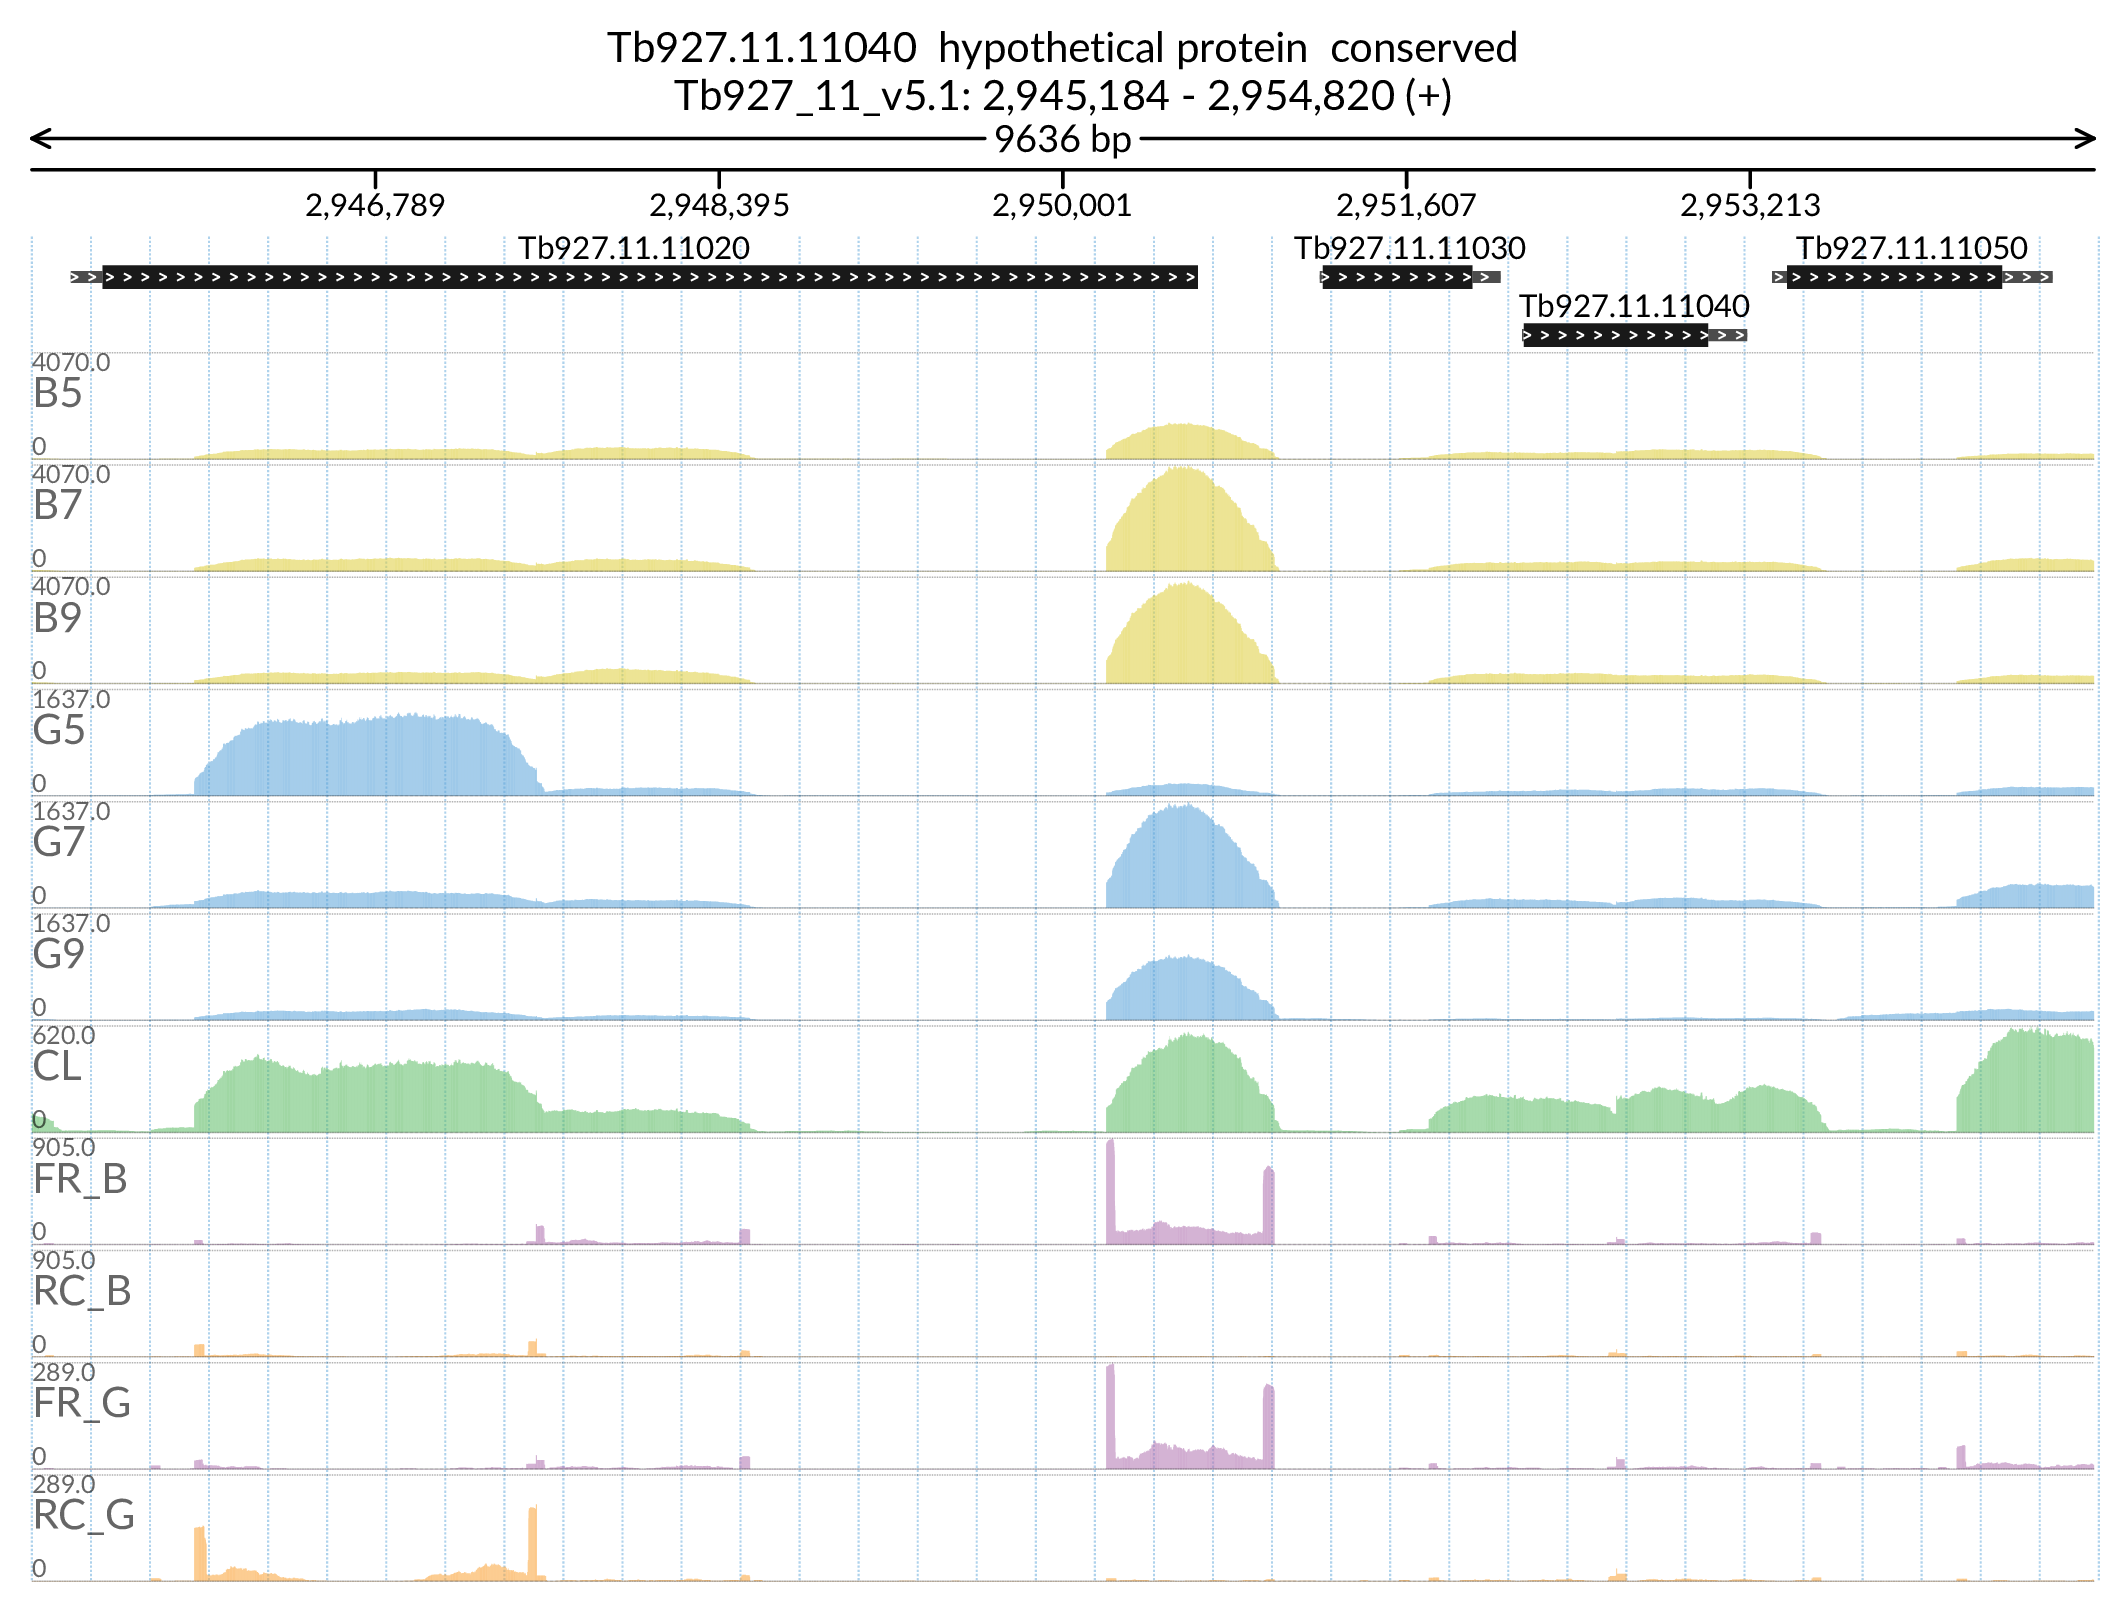 Tb927.11.11040  hypothetical protein  conserved
Tb927_11_v5.1: 2,945,184 - 2,954,820 (+)
9636 bp
2,946,789 2,948,395 2,950,001 2,951,607 2,953,213
Tb927.11.11020 Tb927.11.11030 Tb927.11.11050
Tb927.11.11040
4070.0
B5
0
4070.0
B7
0
4070.0
B9
0
1637.0
G5
0
1637.0
G7
0
1637.0
G9
0
620.0
CL
0
905.0
FR_B
0
905.0
RC_B
0
289.0
FR_G
0
289.0
RC_G
0